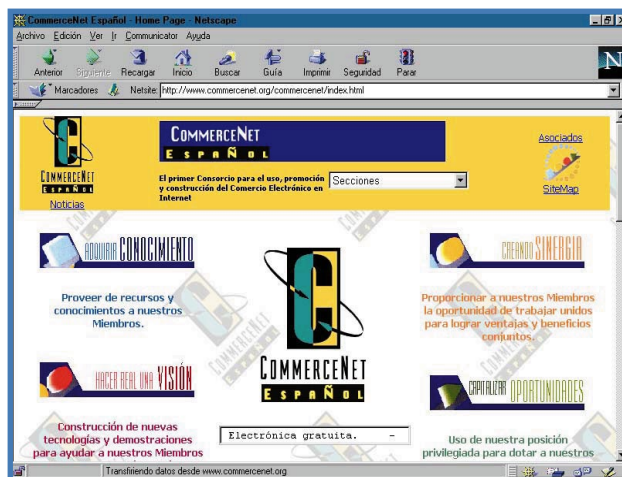 CommerceNet Español - Home Page - Netscape
Archivo Edición Ver Ir Communicator Ayuda
Anterior Siguiente Recargar Inicio Buscar Guía Imprimir Seguridad Parar
N
Marcadores Netsite: http://www.commercenet.org/commercenet/index.html
COMMERCENET
ESPAÑOL
Noticias
COMMERCENET
ESPAÑOL
El primer Consorcio para el uso, promoción
y construcción del Comercio Electrónico en
Internet
Secciones
Asociados
SiteMap
ADQUIRIR CONOCIMIENTO
Proveer de recursos y
conocimientos a nuestros
Miembros.
CREANDO SINERGIA
Proporcionar a nuestros Miembros
la oportunidad de trabajar unidos
para lograr ventajas y beneficios
conjuntos.
COMMERCENET
ESPAÑOL
HACER REAL UNA VISIÓN
Construcción de nuevas
tecnologías y demostraciones
para ayudar a nuestros Miembros
CAPITALIZAR OPORTUNIDADES
Uso de nuestra posición
privilegiada para dotar a nuestros
Electrónica gratuita. -
Transfiriendo datos desde www.commercenet.org